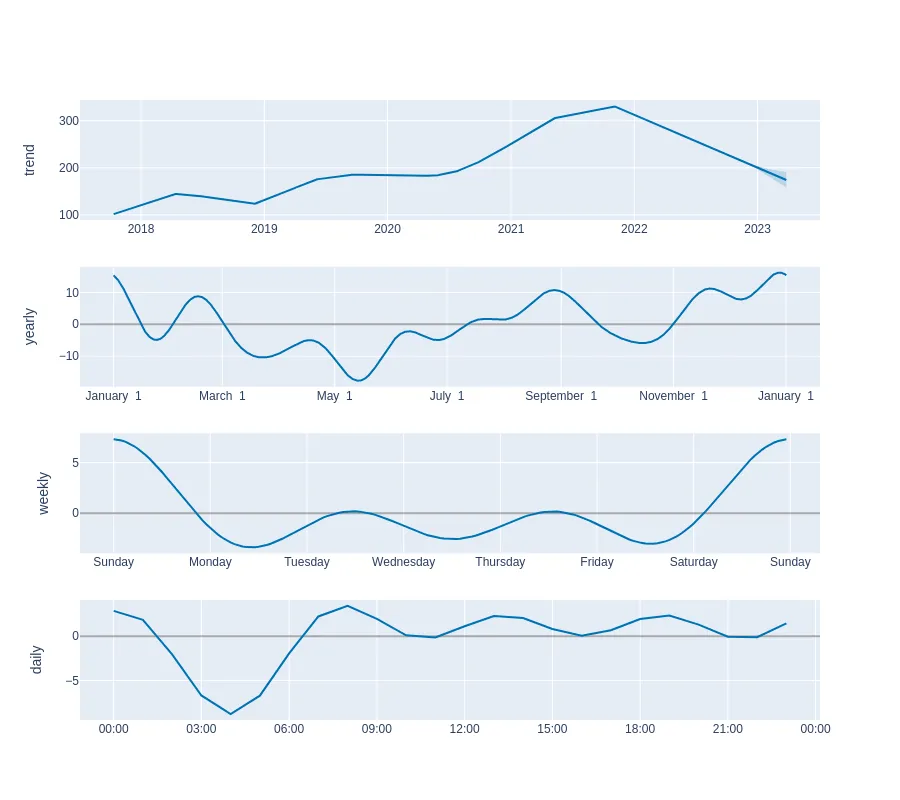 trend
300
200
100
2018 2019 2020 2021 2022 2023
yearly
10
0
−10
January 1 March 1 May 1 July 1 September 1 November 1 January 1
weekly
5
0
Sunday Monday Tuesday Wednesday Thursday Friday Saturday Sunday
daily
0
−5
00:00 03:00 06:00 09:00 12:00 15:00 18:00 21:00 00:00